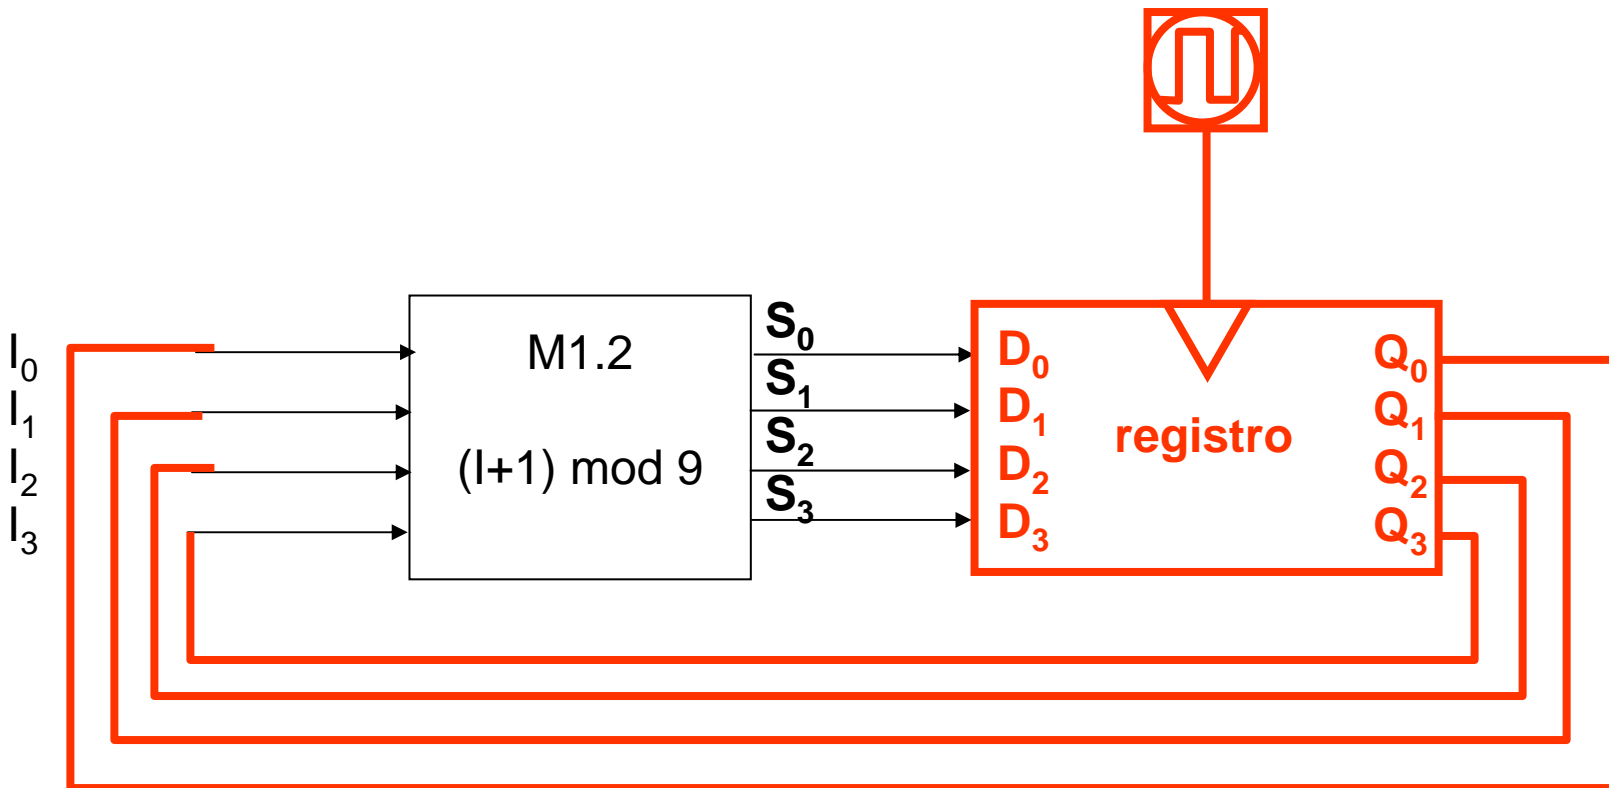 I0
I1
I2
I3
M1.2
(I+1) mod 9
S0
S1
S2
S3
D0
D1
D2
D3
registro
Q0
Q1
Q2
Q3